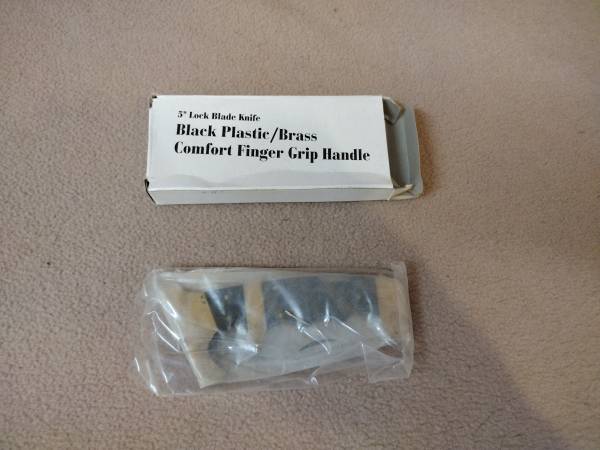 5" Lock Blade Knife
Black Plastic/Brass
Comfort Finger Grip Handle